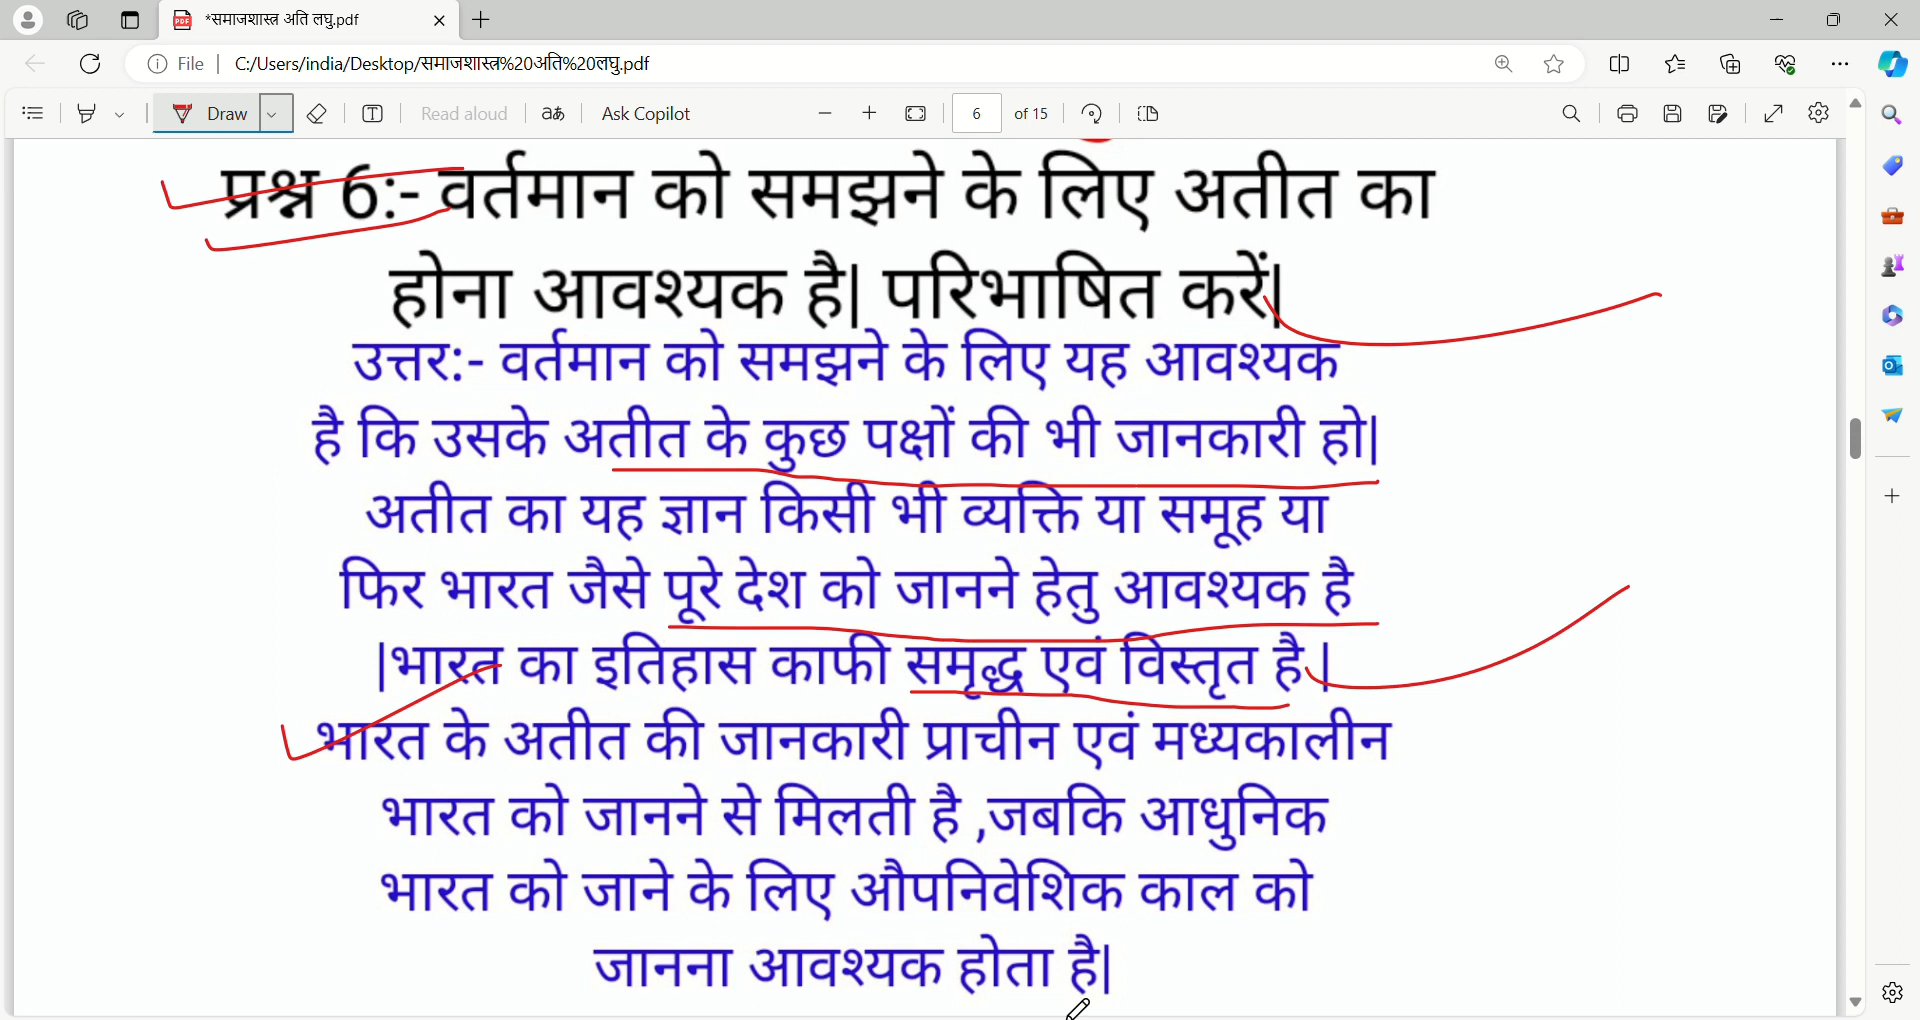 *समाजशास्त्र अति लघु.pdf
File
C:/Users/india/Desktop/समाजशास्त्र%20अति%20लघु.pdf
Draw
Read aloud
aあ
Ask Copilot
6
of 15
प्रश्न 6:- वर्तमान को समझने के लिए अतीत का
होना आवश्यक है| परिभाषित करें|
उत्तर:- वर्तमान को समझने के लिए यह आवश्यक
है कि उसके अतीत के कुछ पक्षों की भी जानकारी हो|
अतीत का यह ज्ञान किसी भी व्यक्ति या समूह या
फिर भारत जैसे पूरे देश को जानने हेतु आवश्यक है
|भारत का इतिहास काफी समृद्ध एवं विस्तृत है |
भारत के अतीत की जानकारी प्राचीन एवं मध्यकालीन
भारत को जानने से मिलती है ,जबकि आधुनिक
भारत को जाने के लिए औपनिवेशिक काल को
जानना आवश्यक होता है|